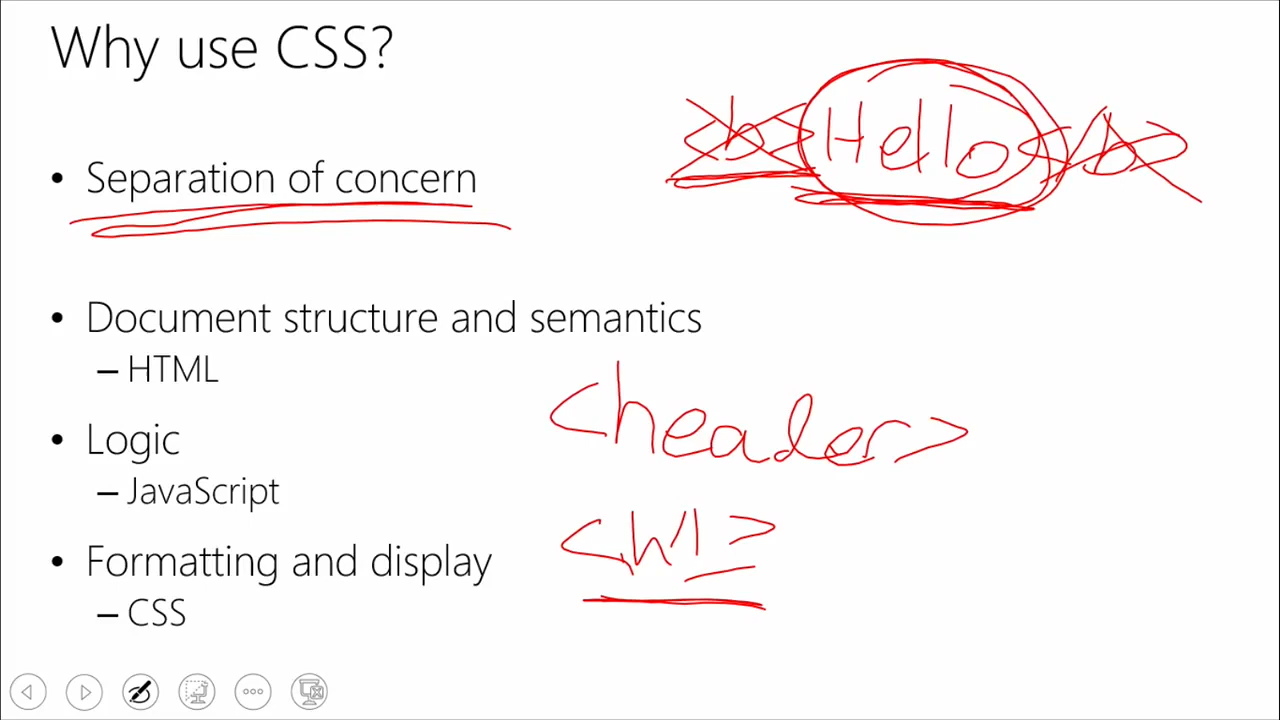 Why use CSS?
<b>Hello</b>
• Separation of concern
• Document structure and semantics
– HTML
<header>
• Logic
– JavaScript
<h1>
• Formatting and display
– CSS